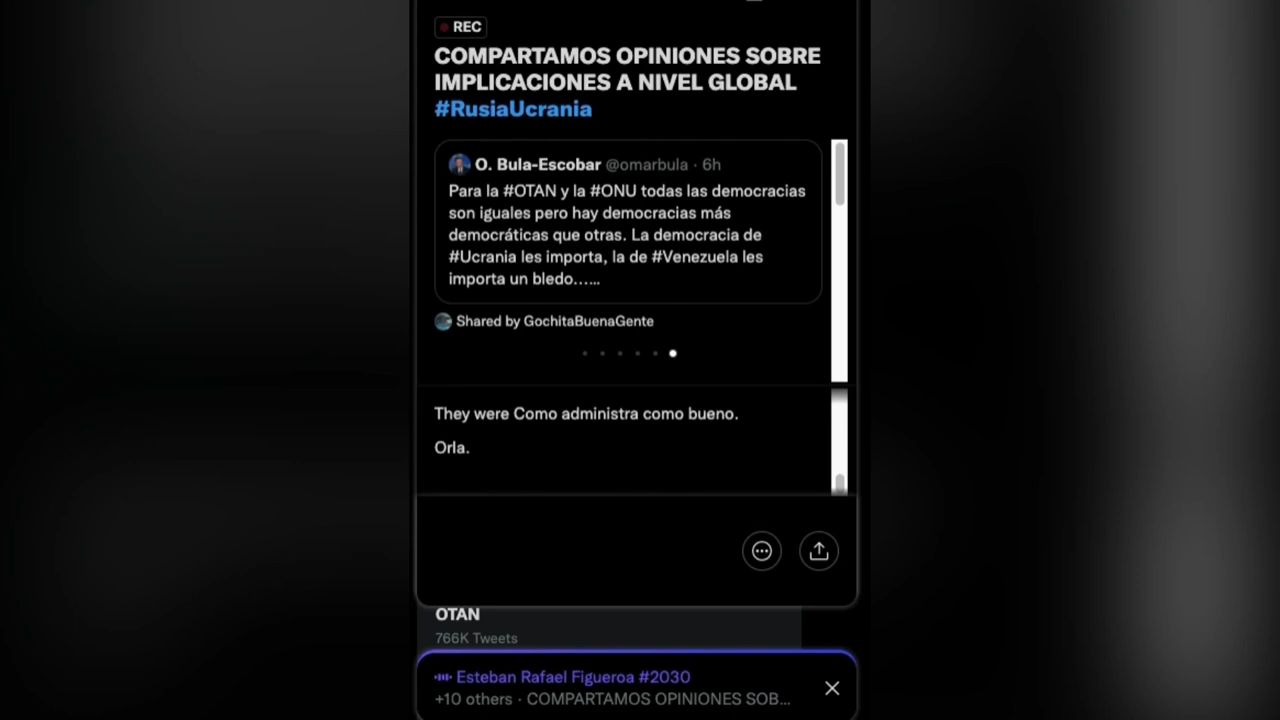 REC
COMPARTAMOS OPINIONES SOBRE
IMPLICACIONES A NIVEL GLOBAL
#RusiaUcrania
O. Bula-Escobar @omarbula · 6h
Para la #OTAN y la #ONU todas las democracias
son iguales pero hay democracias más
democráticas que otras. La democracia de
#Ucrania les importa, la de #Venezuela les
importa un bledo......
Shared by GochitaBuenaGente
They were Como administra como bueno.
Orla.
OTAN
766K Tweets
Esteban Rafael Figueroa #2030
+10 others · COMPARTAMOS OPINIONES SOB...